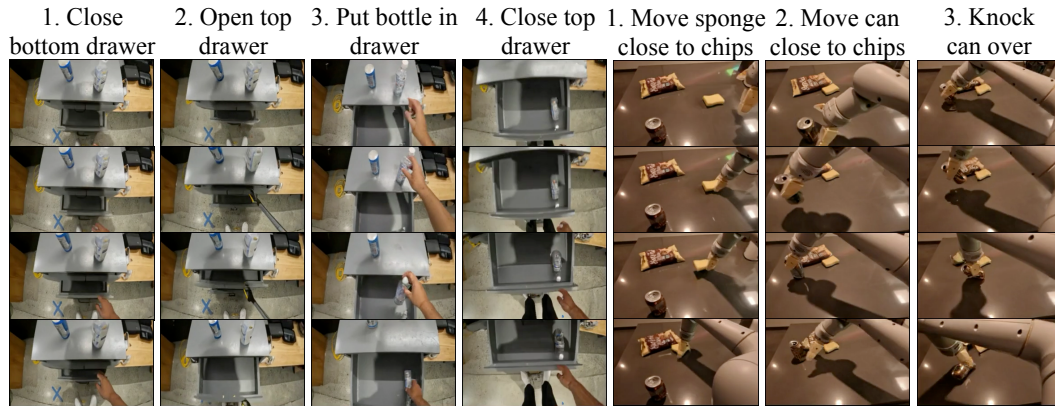 1. Close
bottom drawer
2. Open top
drawer
3. Put bottle in
drawer
4. Close top
drawer
1. Move sponge
close to chips
2. Move can
close to chips
3. Knock
can over